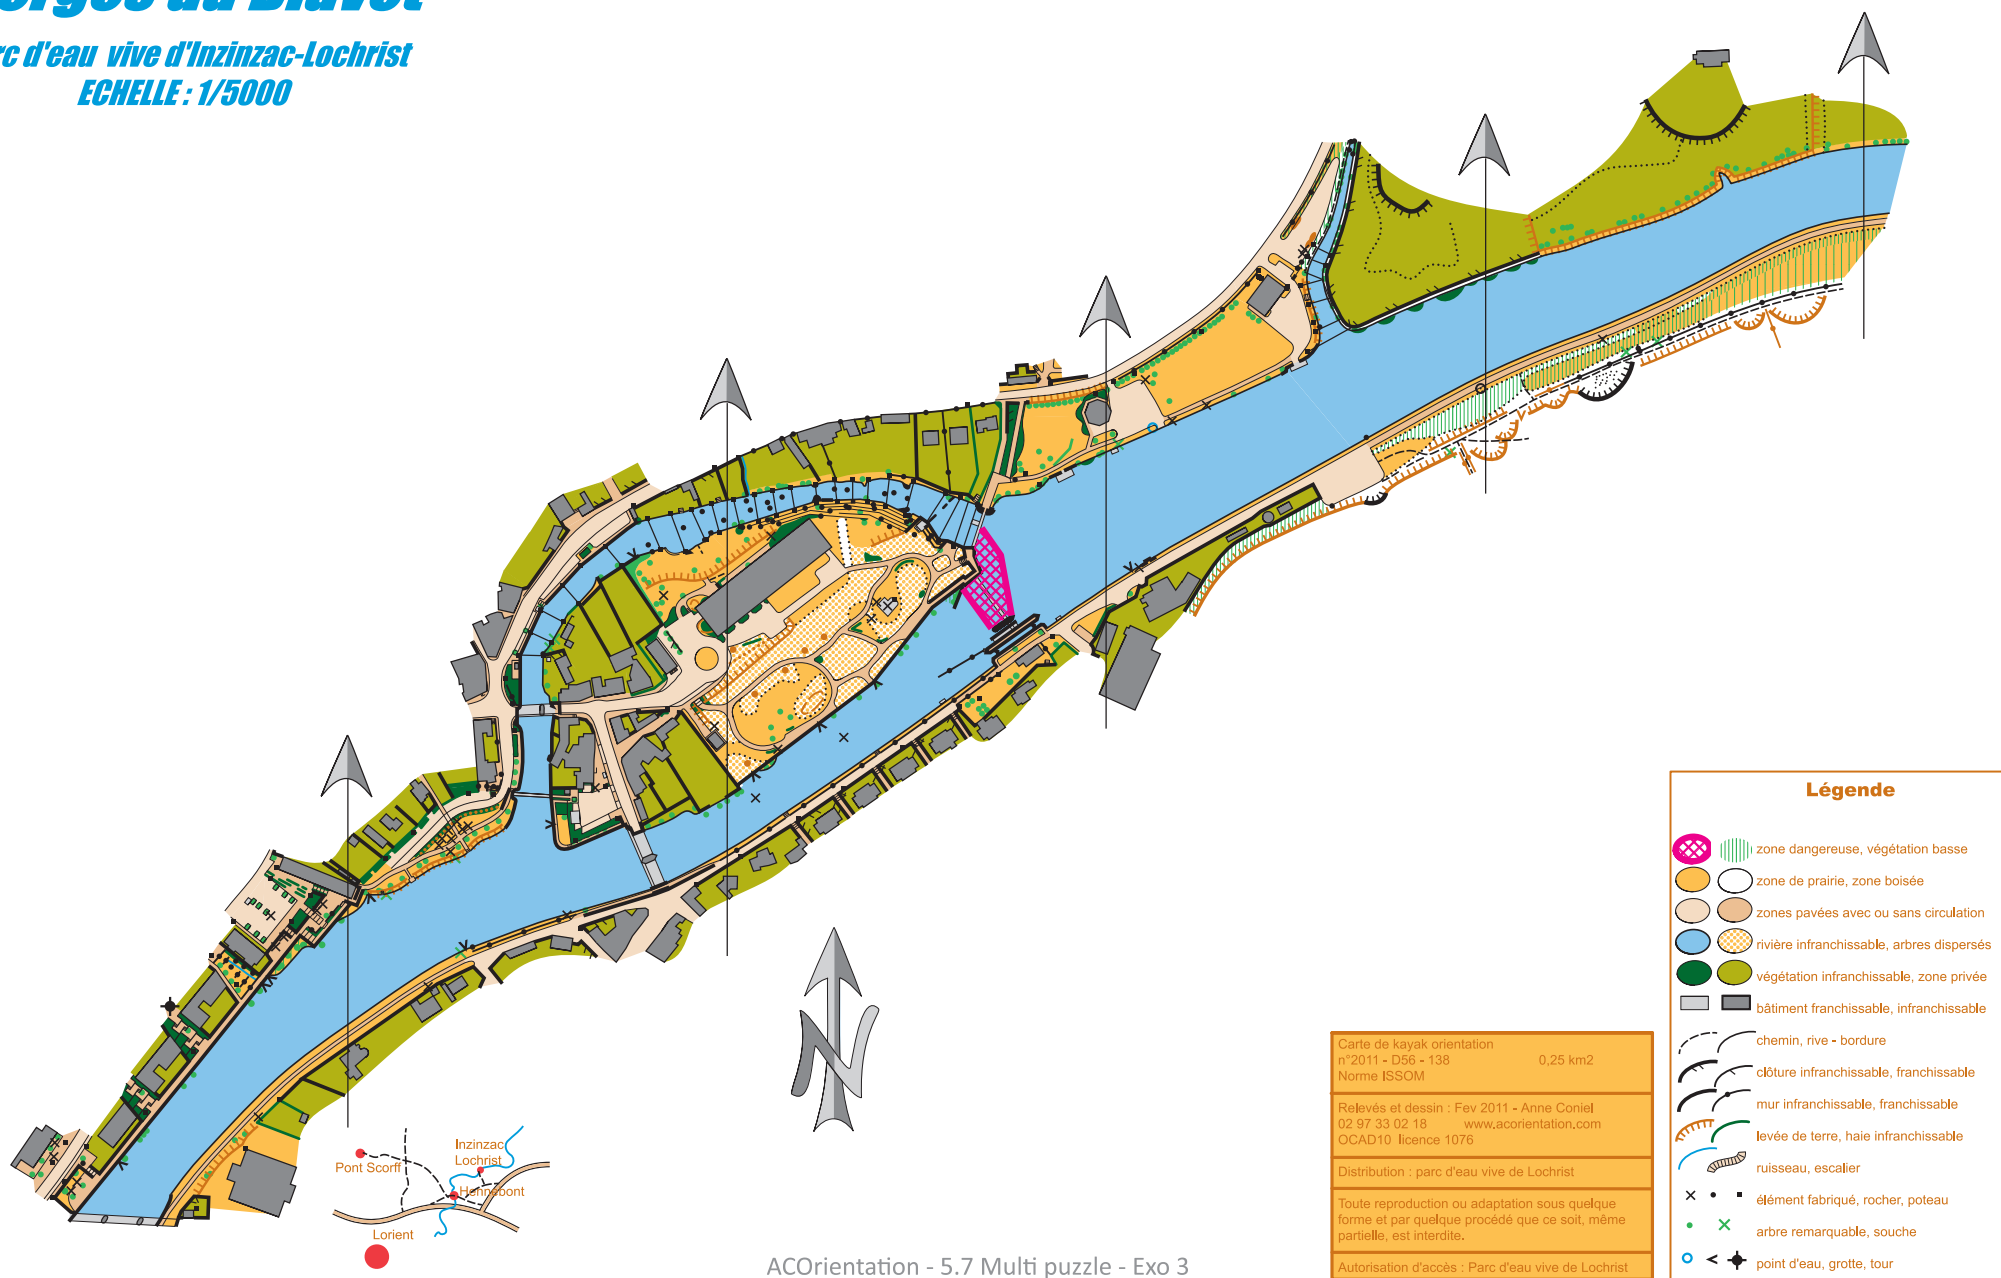 erges du Blavet
rc d'eau vive d'Inzinzac-Lochrist
ECHELLE : 1/5000
N
Inzinzac
Lochrist
Pont Scorff
Hennebont
Lorient
Carte de kayak orientation
n°2011 - D56 - 138 0,25 km2
Norme ISSOM
Relevés et dessin : Fev 2011 - Anne Coniel
02 97 33 02 18 www.acorientation.com
OCAD10 licence 1076
Distribution : parc d'eau vive de Lochrist
Toute reproduction ou adaptation sous quelque
forme et par quelque procédé que ce soit, même
partielle, est interdite.
Autorisation d'accès : Parc d'eau vive de Lochrist
Légende
zone dangereuse, végétation basse
zone de prairie, zone boisée
zones pavées avec ou sans circulation
rivière infranchissable, arbres dispersés
végétation infranchissable, zone privée
bâtiment franchissable, infranchissable
chemin, rive - bordure
clôture infranchissable, franchissable
mur infranchissable, franchissable
levée de terre, haie infranchissable
ruisseau, escalier
élément fabriqué, rocher, poteau
arbre remarquable, souche
point d'eau, grotte, tour
ACOrientation - 5.7 Multi puzzle - Exo 3